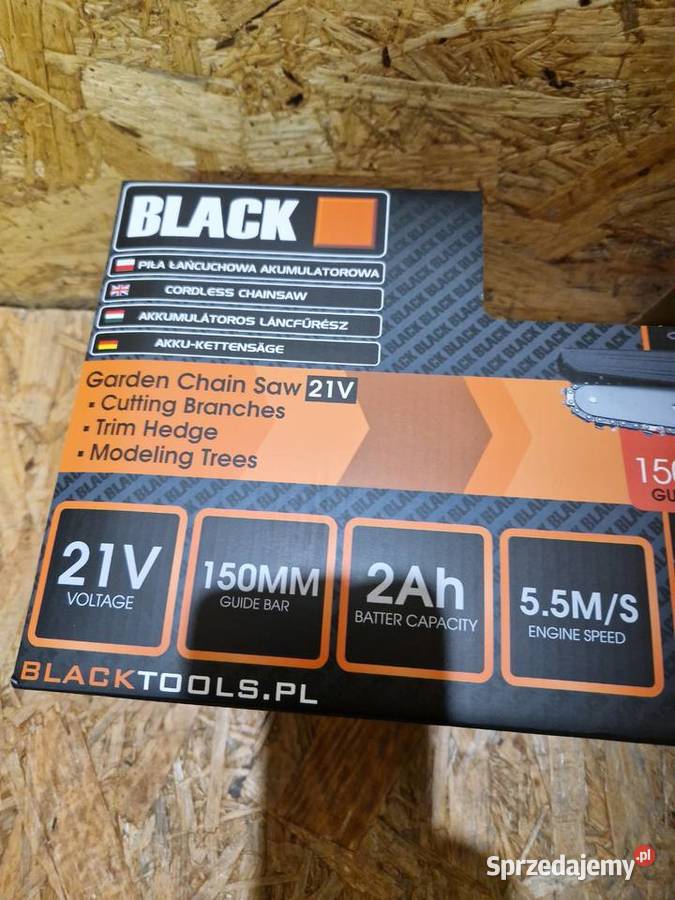 BLACK
PIŁA ŁAŃCUCHOWA AKUMULATOROWA
CORDLESS CHAINSAW
AKKUMULÁTOROS LÁNCFŰRÉSZ
AKKU-KETTENSÄGE
Garden Chain Saw 21V
▪ Cutting Branches
▪ Trim Hedge
▪ Modeling Trees
21V
VOLTAGE
150MM
GUIDE BAR
2Ah
BATTER CAPACITY
5.5M/S
ENGINE SPEED
BLACKTOOLS.PL
Sprzedajemy.pl